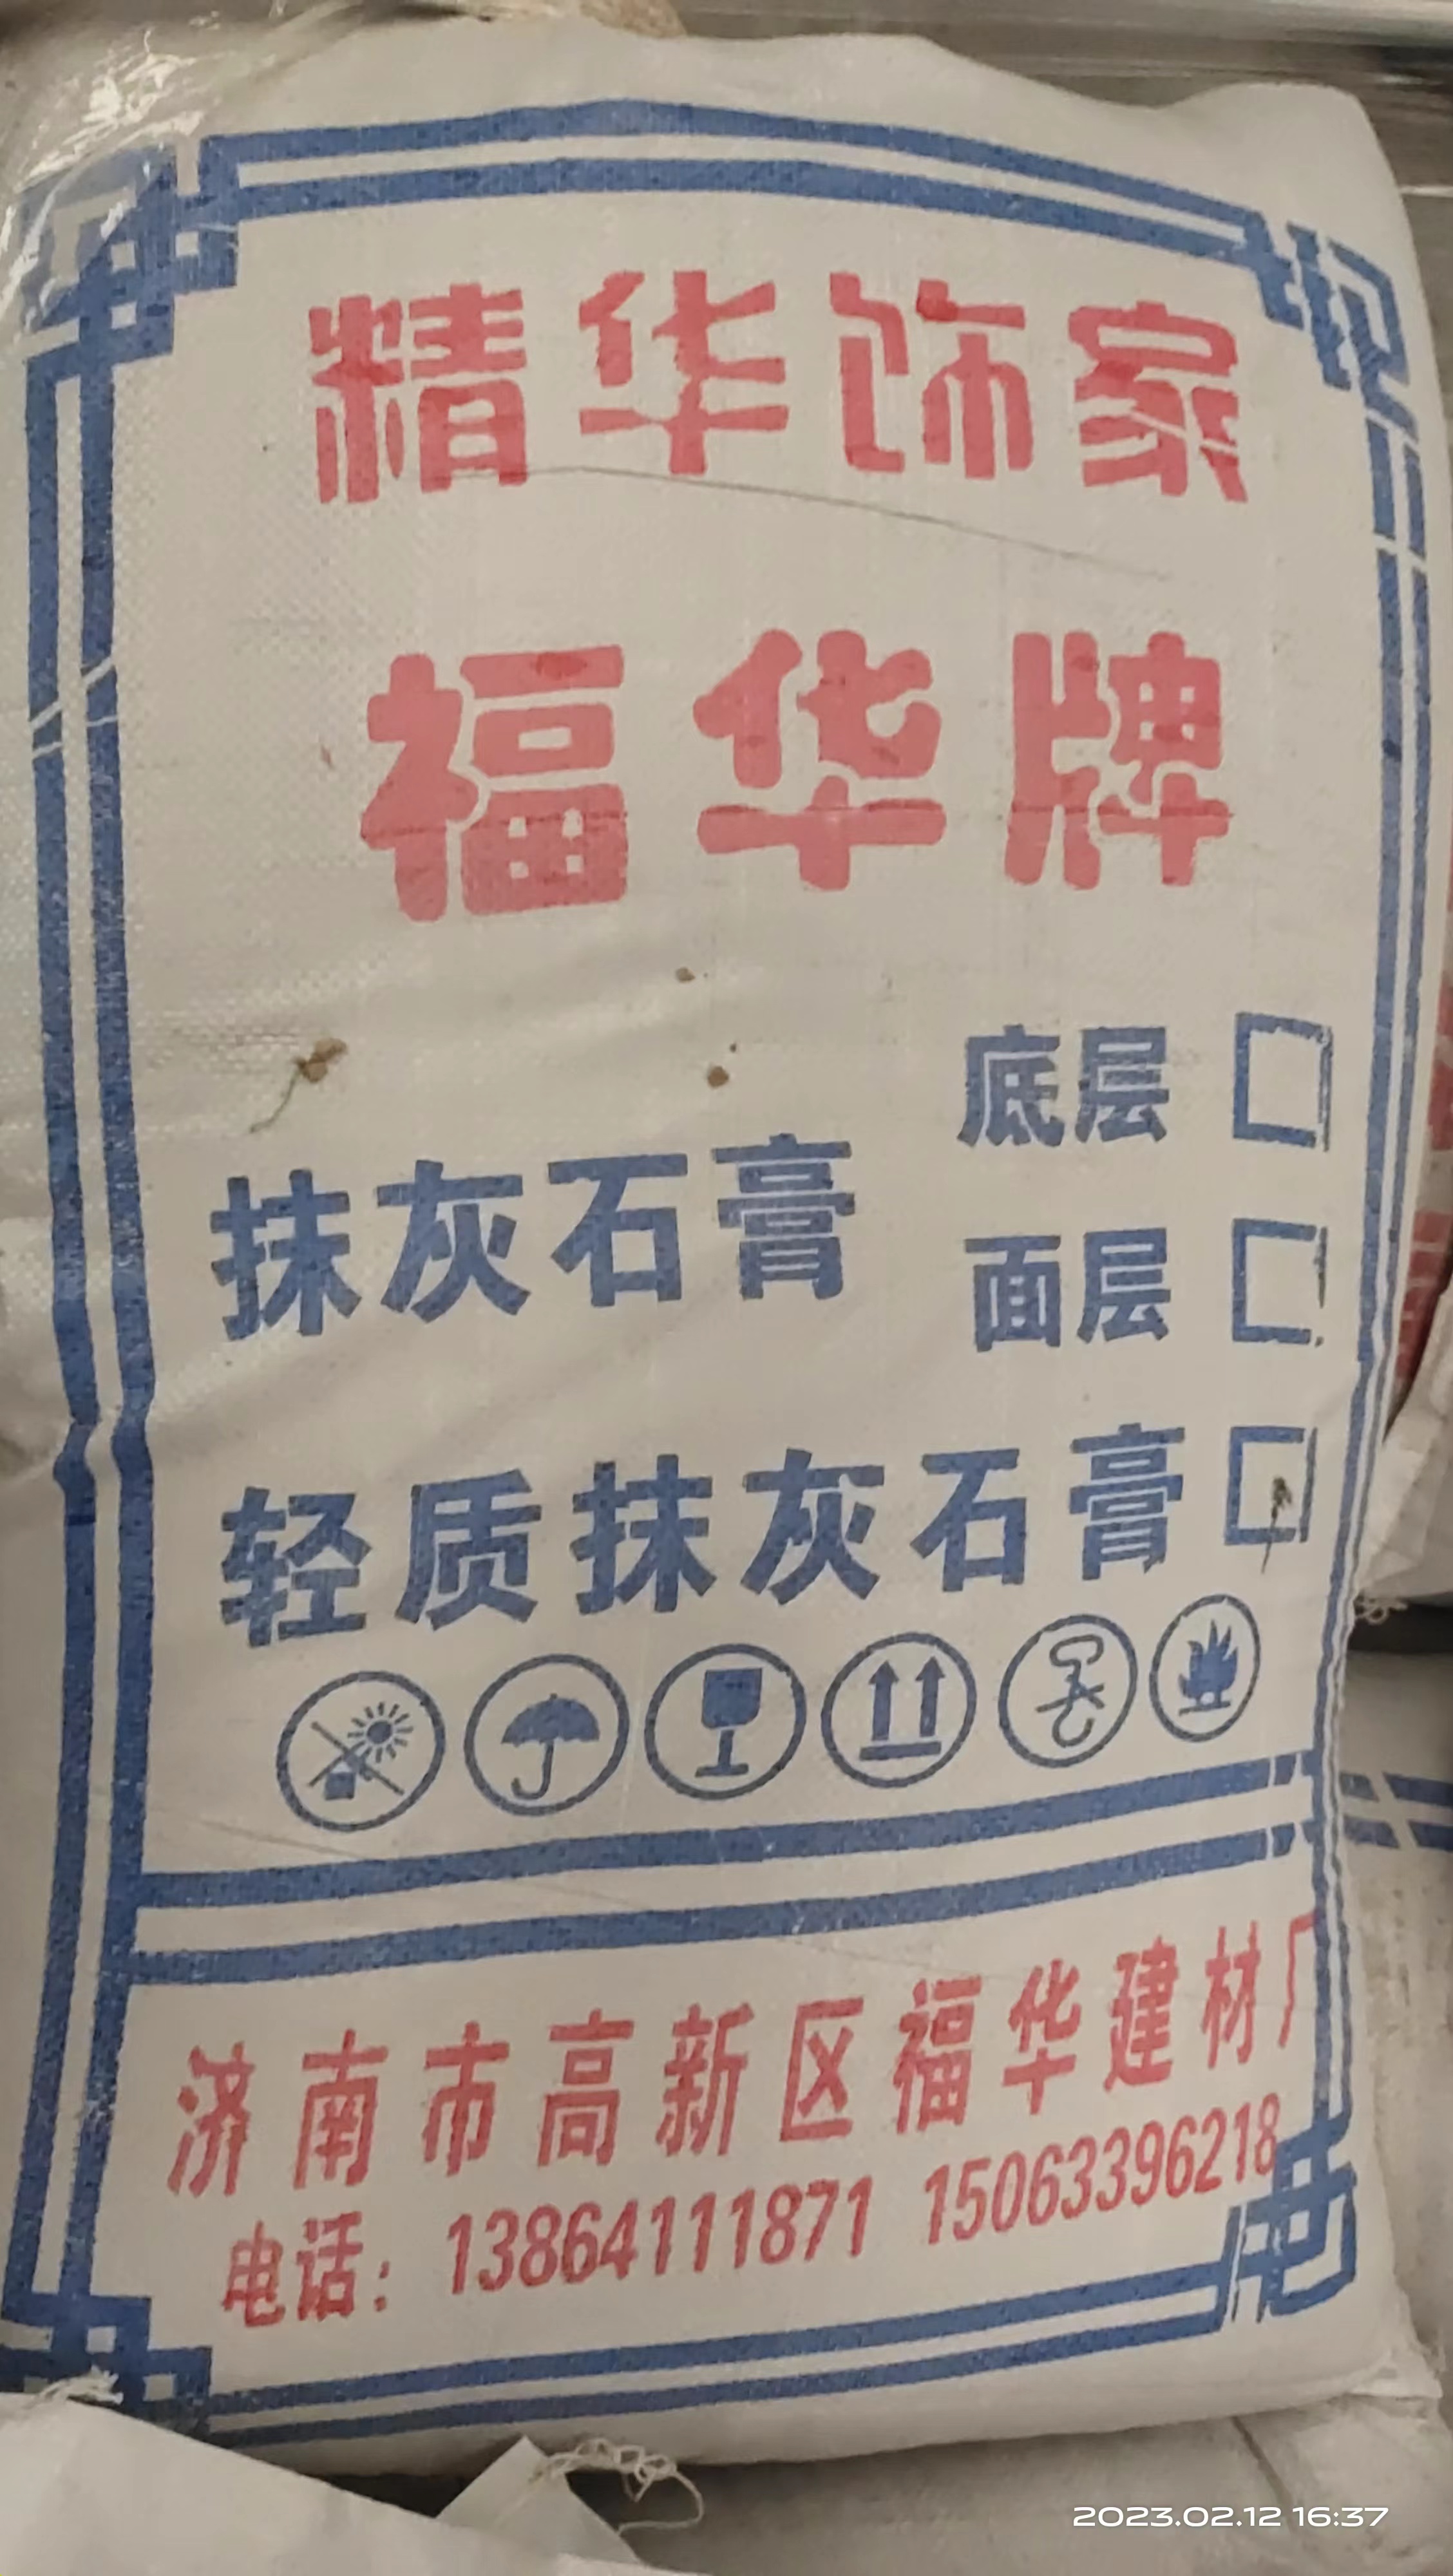 精华饰家
福华牌
底层 □
抹灰石膏
面层 □
轻质抹灰石膏 □
济南市高新区福华建材厂
电话：13864111871 15063396218
2023.02.12 16:37